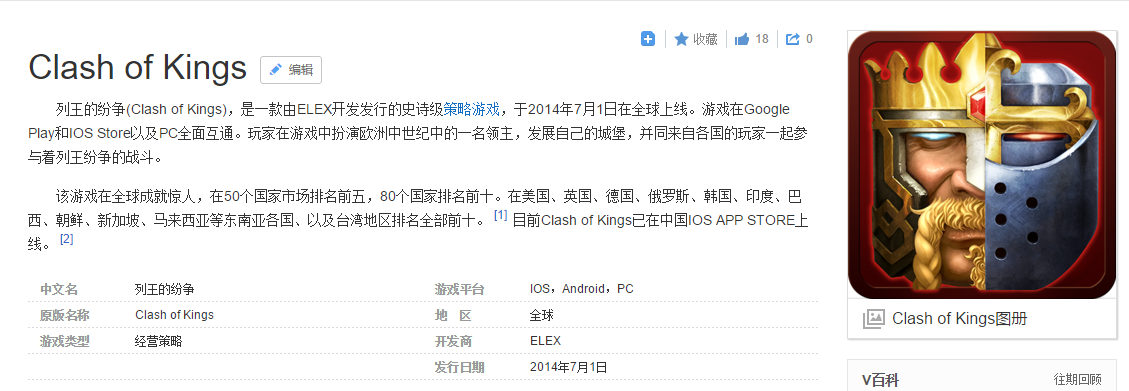 收藏 18 0
Clash of Kings 编辑
列王的纷争(Clash of Kings)，是一款由ELEX开发发行的史诗级策略游戏，于2014年7月1日在全球上线。游戏在Google
Play和IOS Store以及PC全面互通。玩家在游戏中扮演欧洲中世纪中的一名领主，发展自己的城堡，并同来自各国的玩家一起参
与着列王纷争的战斗。
该游戏在全球成就惊人，在50个国家市场排名前五，80个国家排名前十。在美国、英国、德国、俄罗斯、韩国、印度、巴
西、朝鲜、新加坡、马来西亚等东南亚各国、以及台湾地区排名全部前十。 [1] 目前Clash of Kings已在中国IOS APP STORE上
线。 [2]
中文名 列王的纷争 游戏平台 IOS，Android，PC
原版名称 Clash of Kings 地 区 全球
游戏类型 经营策略 开发商 ELEX
发行日期 2014年7月1日
Clash of Kings图册
V百科 往期回顾